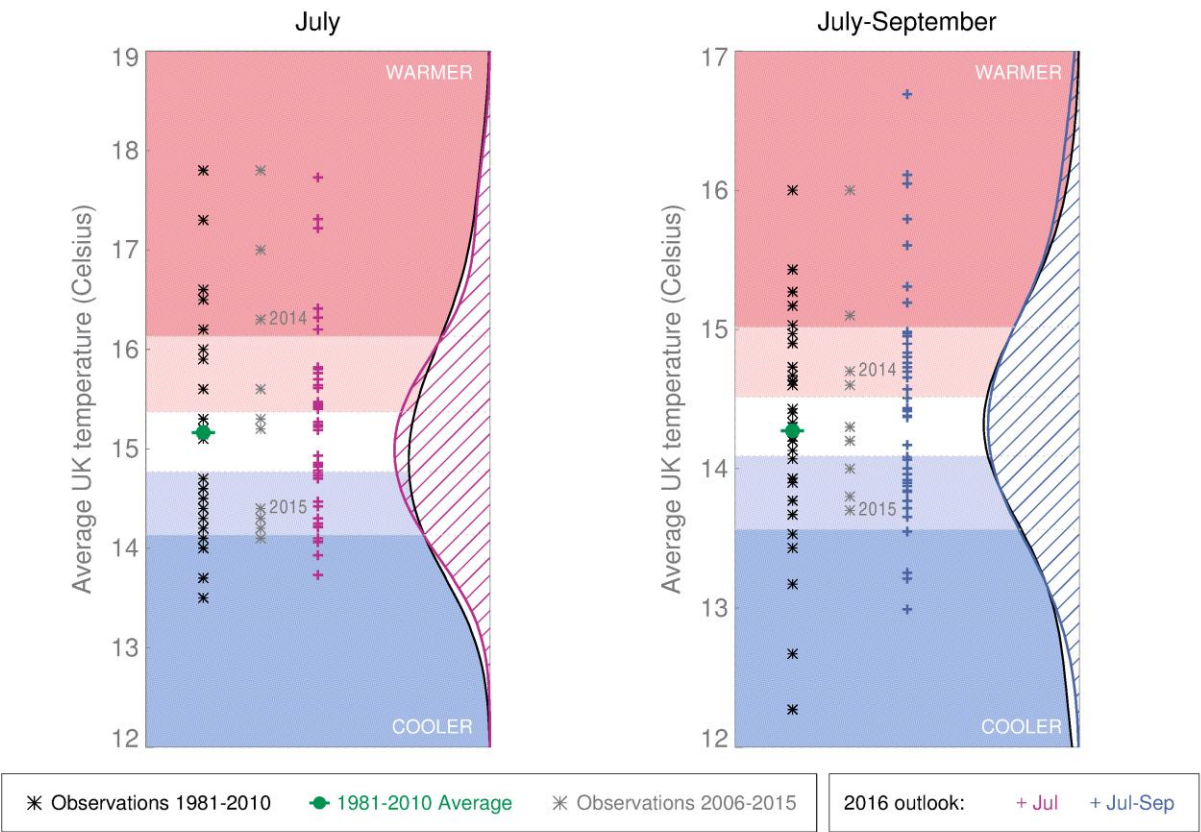 July
July-September
Average UK temperature (Celsius)
19
18
17
16
15
14
13
12
WARMER
2014
2015
COOLER
Average UK temperature (Celsius)
17
16
15
14
13
12
WARMER
2014
2015
COOLER
Observations 1981-2010
1981-2010 Average
Observations 2006-2015
2016 outlook:
+ Jul
+ Jul-Sep